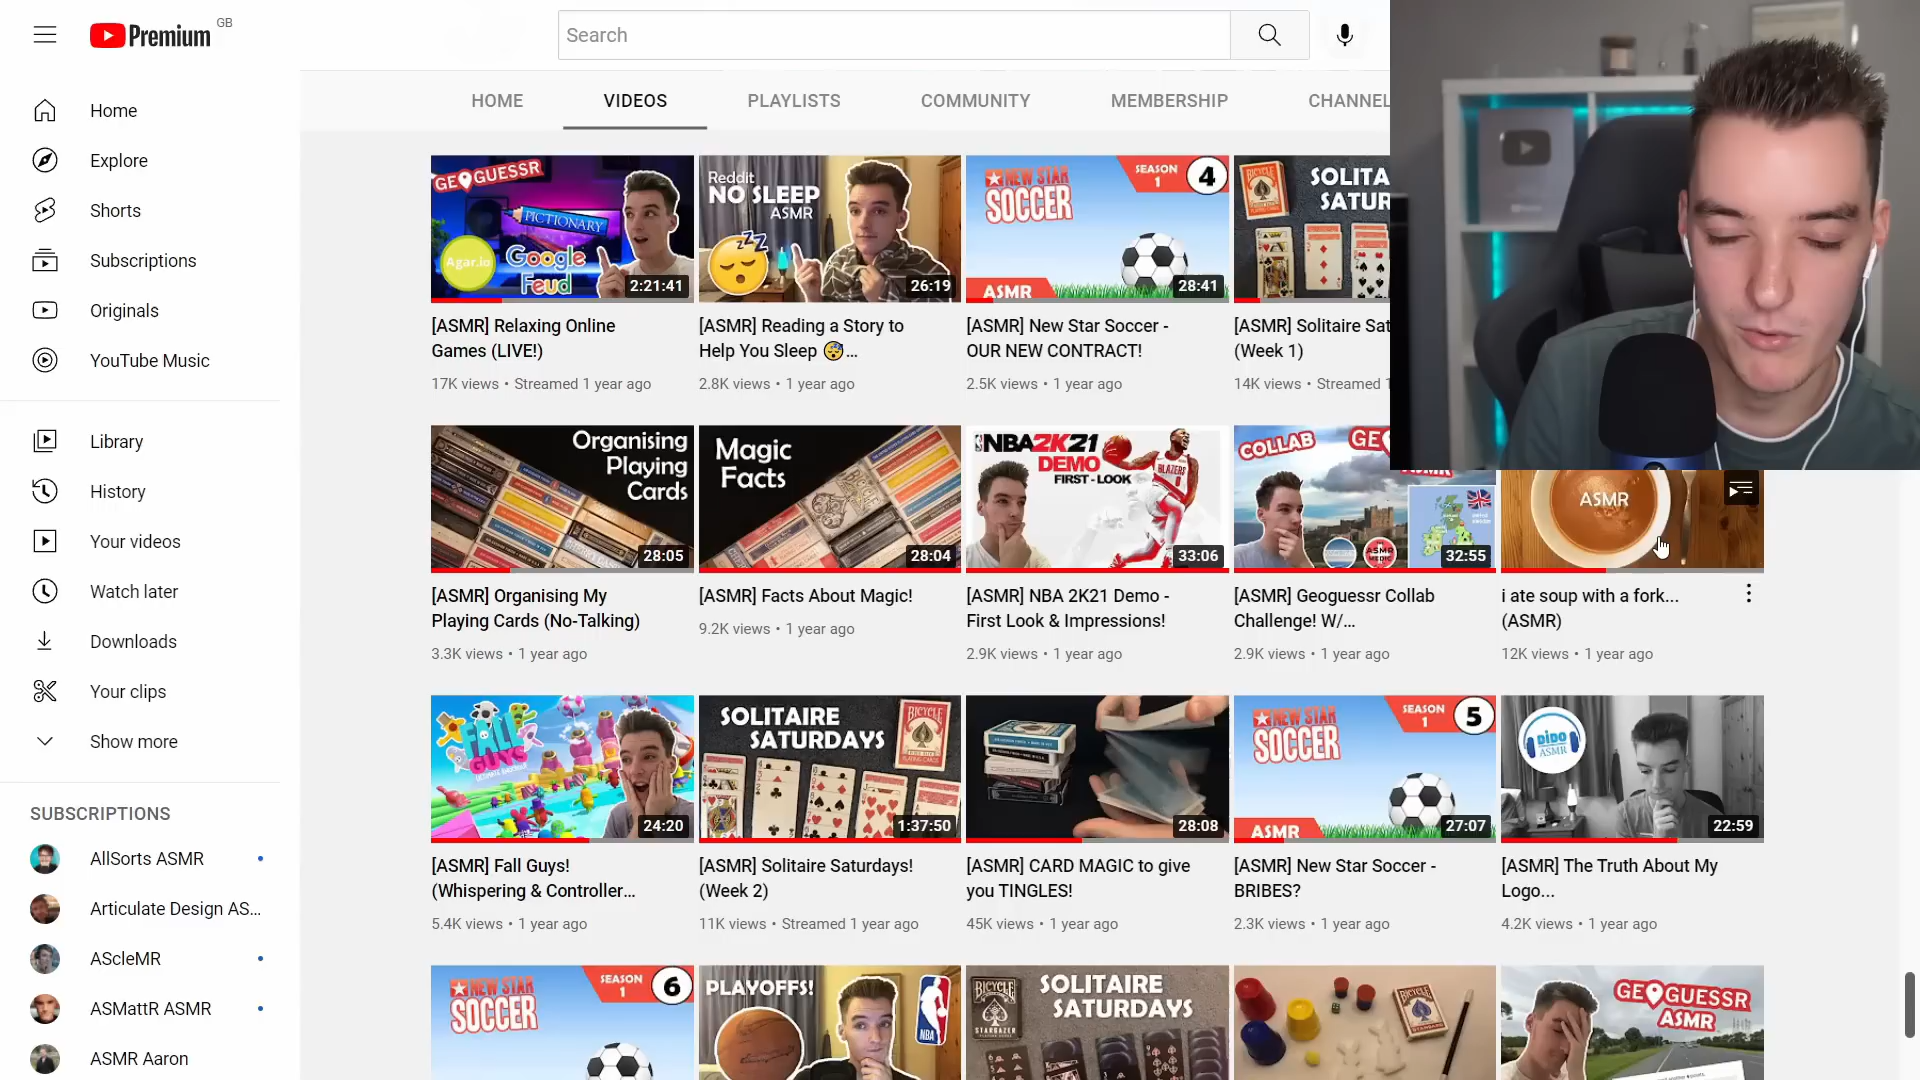 Premium
GB
Search
Home
Explore
Shorts
Subscriptions
Originals
YouTube Music
Library
History
Your videos
Watch later
Downloads
Your clips
Show more
SUBSCRIPTIONS
AllSorts ASMR
Articulate Design AS...
AScleMR
ASMattR ASMR
ASMR Aaron
HOME
VIDEOS
PLAYLISTS
COMMUNITY
MEMBERSHIP
CHANNEL
GEOGUESSR
PICTIONARY
Agar.io
Google
Feud
2:21:41
[ASMR] Relaxing Online
Games (LIVE!)
17K views • Streamed 1 year ago
Reddit
NO SLEEP
ASMR
26:19
[ASMR] Reading a Story to
Help You Sleep 😴...
2.8K views • 1 year ago
NEW STAR
SOCCER
SEASON
1
4
ASMR
28:41
[ASMR] New Star Soccer -
OUR NEW CONTRACT!
2.5K views • 1 year ago
SOLITA
SATUR
[ASMR] Solitaire Sat
(Week 1)
14K views • Streamed 1
Organising
Playing
Cards
28:05
[ASMR] Organising My
Playing Cards (No-Talking)
3.3K views • 1 year ago
Magic
Facts
28:04
[ASMR] Facts About Magic!
9.2K views • 1 year ago
NBA2K21
DEMO
FIRST-LOOK
BLAZERS
33:06
[ASMR] NBA 2K21 Demo -
First Look & Impressions!
2.9K views • 1 year ago
COLLAB
GE
32:55
[ASMR] Geoguessr Collab
Challenge! W/...
2.9K views • 1 year ago
ASMR
i ate soup with a fork...
(ASMR)
12K views • 1 year ago
FALL
GUYS
24:20
[ASMR] Fall Guys!
(Whispering & Controller...
5.4K views • 1 year ago
SOLITAIRE
SATURDAYS
BICYCLE
1:37:50
[ASMR] Solitaire Saturdays!
(Week 2)
11K views • Streamed 1 year ago
28:08
[ASMR] CARD MAGIC to give
you TINGLES!
45K views • 1 year ago
NEW STAR
SOCCER
SEASON
1
5
ASMR
27:07
[ASMR] New Star Soccer -
BRIBES?
2.3K views • 1 year ago
DiDO
ASMR
22:59
[ASMR] The Truth About My
Logo...
4.2K views • 1 year ago
NEW STAR
SOCCER
SEASON
1
6
PLAYOFFS!
NBA
BICYCLE
STARGAZER
SOLITAIRE
SATURDAYS
BICYCLE
GEOGUESSR
ASMR